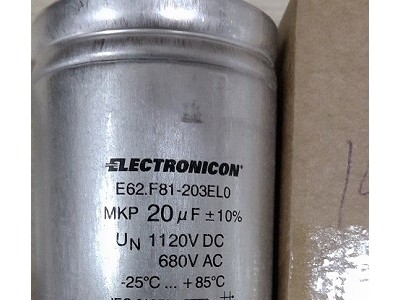 ELECTRONICON®
E62.F81-203EL0
MKP 20 µF ±10%
UN 1120V DC
680V AC
-25°C ... +85°C